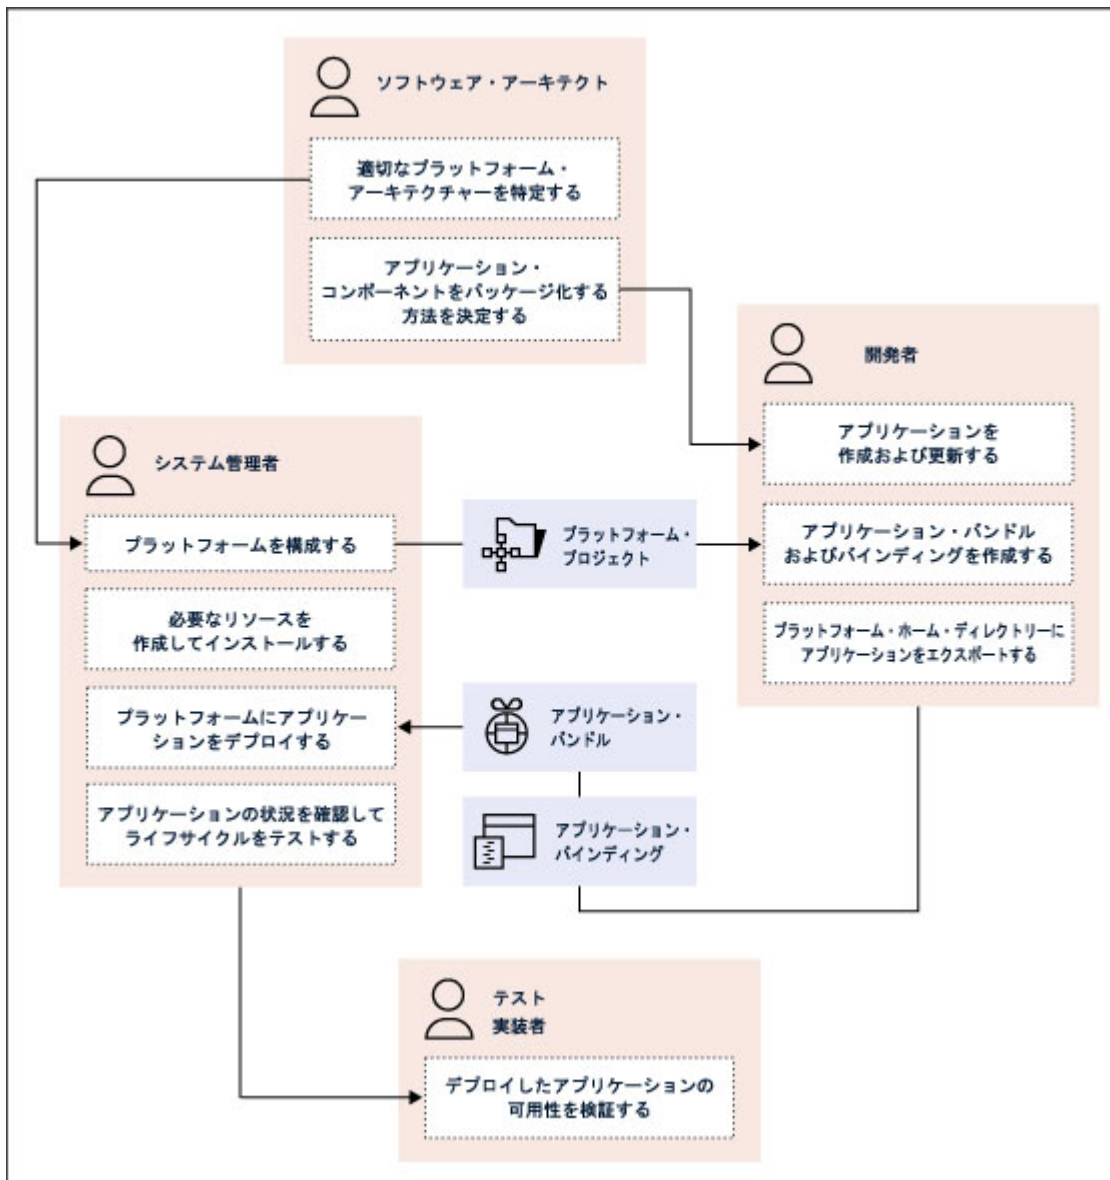 ソフトウェア・アーキテクト
適切なプラットフォーム・
アーキテクチャーを特定する
アプリケーション・
コンポーネントをパッケージ化する
方法を決定する
開発者
アプリケーションを
作成および更新する
アプリケーション・バンドル
およびバインディングを作成する
プラットフォーム・ホーム・ディレクトリーに
アプリケーションをエクスポートする
システム管理者
プラットフォームを構成する
必要なリソースを
作成してインストールする
プラットフォームにアプリケー
ションをデプロイする
アプリケーションの状況を確認して
ライフサイクルをテストする
プラットフォーム・
プロジェクト
アプリケーション・
バンドル
アプリケーション・
バインディング
テスト
実装者
デプロイしたアプリケーションの
可用性を検証する